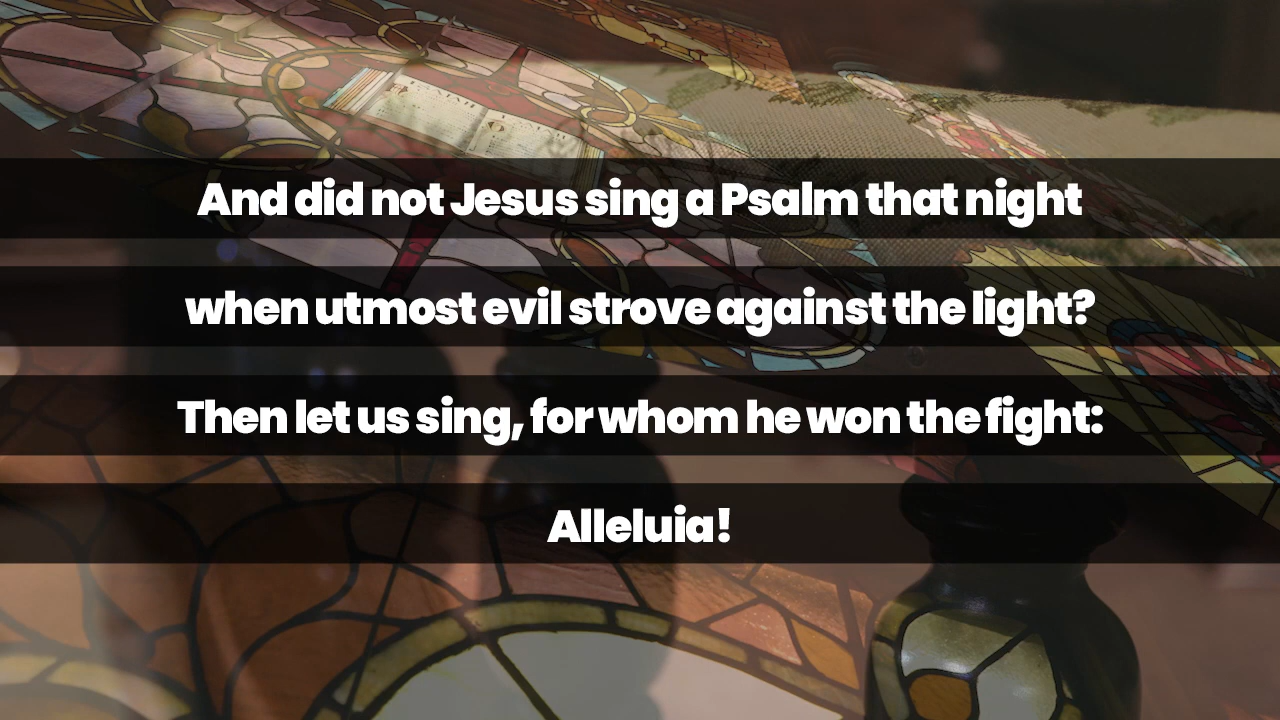 And did not Jesus sing a Psalm that night
when utmost evil strove against the light?
Then let us sing, for whom he won the fight:
Alleluia!